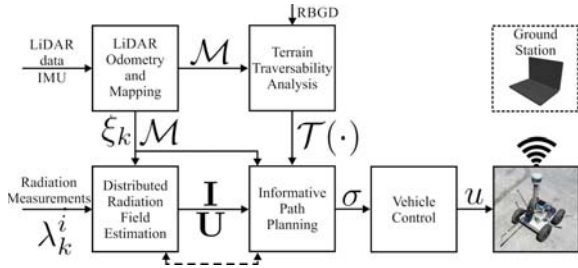 RBGD
LiDAR
data
IMU
LiDAR
Odometry
and
Mapping
ℳ
Terrain
Traversability
Analysis
Ground
Station
ξₖ ℳ
𝒯(·)
Radiation
Measurements
λₖⁱ
Distributed
Radiation
Field
Estimation
I
U
Informative
Path
Planning
σ
Vehicle
Control
u